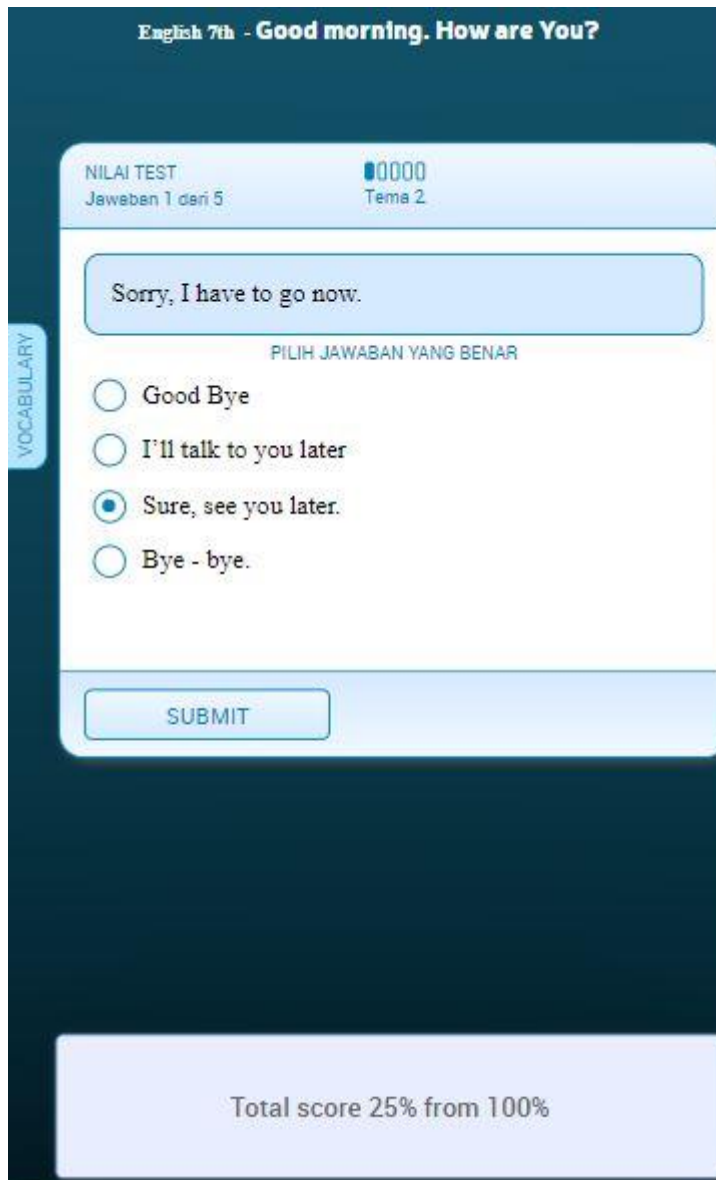 English 7th - Good morning. How are You?
NILAI TEST
Jawaban 1 dari 5
Tema 2
Sorry, I have to go now.
PILIH JAWABAN YANG BENAR
VOCABULARY
Good Bye
I'll talk to you later
Sure, see you later.
Bye - bye.
SUBMIT
Total score 25% from 100%